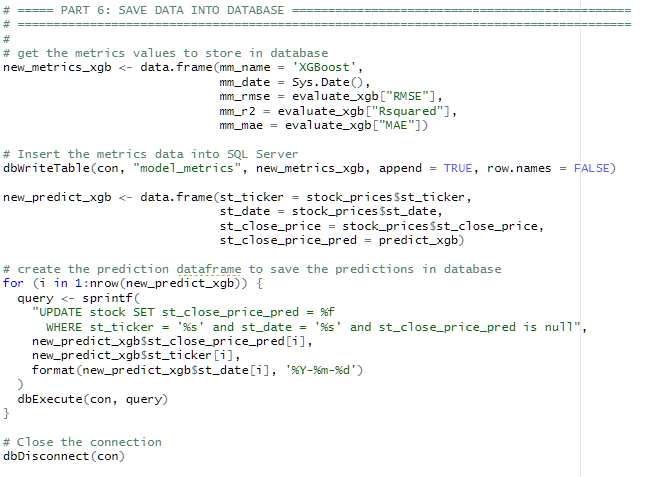 # ===== PART 6: SAVE DATA INTO DATABASE ===============================================
# =====================================================================================
#
# get the metrics values to store in database
new_metrics_xgb <- data.frame(mm_name = 'XGBoost',
                              mm_date = Sys.Date(),
                              mm_rmse = evaluate_xgb["RMSE"],
                              mm_r2 = evaluate_xgb["Rsquared"],
                              mm_mae = evaluate_xgb["MAE"])

# Insert the metrics data into SQL Server
dbWriteTable(con, "model_metrics", new_metrics_xgb, append = TRUE, row.names = FALSE)

new_predict_xgb <- data.frame(st_ticker = stock_prices$st_ticker,
                              st_date = stock_prices$st_date,
                              st_close_price = stock_prices$st_close_price,
                              st_close_price_pred = predict_xgb)

# create the prediction dataframe to save the predictions in database
for (i in 1:nrow(new_predict_xgb)) {
  query <- sprintf(
    "UPDATE stock SET st_close_price_pred = %f
      WHERE st_ticker = '%s' and st_date = '%s' and st_close_price_pred is null",
    new_predict_xgb$st_close_price_pred[i],
    new_predict_xgb$st_ticker[i],
    format(new_predict_xgb$st_date[i], '%Y-%m-%d')
  )
  dbExecute(con, query)
}

# Close the connection
dbDisconnect(con)